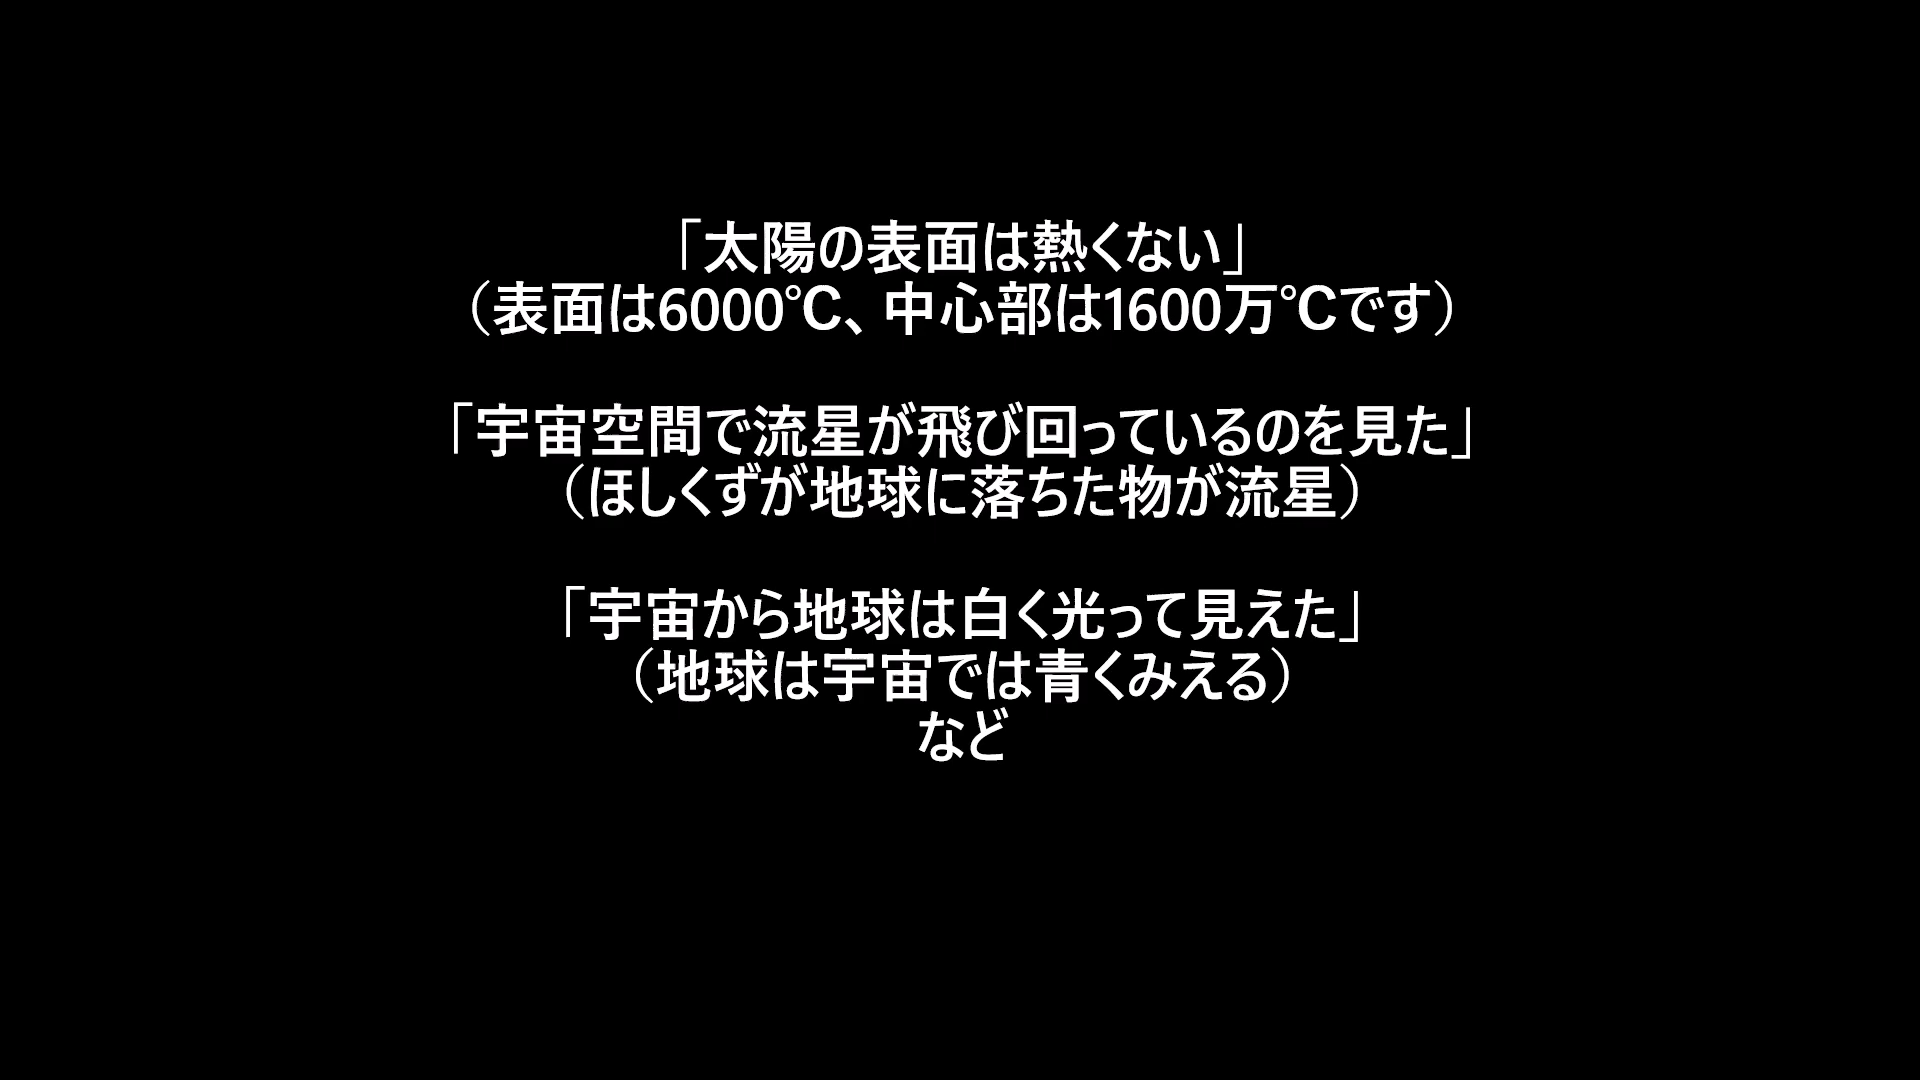 「太陽の表面は熱くない」
（表面は6000℃、中心部は1600万℃です）
「宇宙空間で流星が飛び回っているのを見た」
（ほしくずが地球に落ちた物が流星）
「宇宙から地球は白く光って見えた」
（地球は宇宙では青くみえる）
など